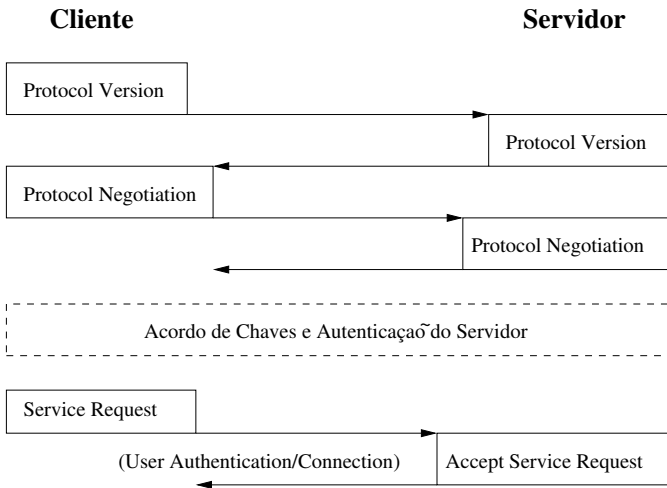 Cliente
Servidor
Protocol Version
Protocol Version
Protocol Negotiation
Protocol Negotiation
Acordo de Chaves e Autenticação do Servidor
Service Request
(User Authentication/Connection)
Accept Service Request